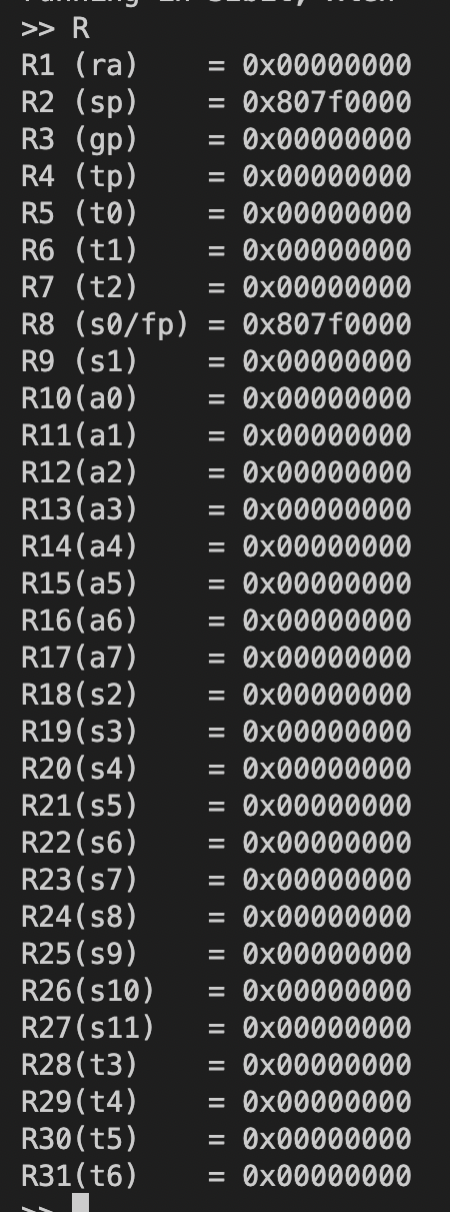 running in 32bit, xlen
>> R
R1 (ra)    = 0x00000000
R2 (sp)    = 0x807f0000
R3 (gp)    = 0x00000000
R4 (tp)    = 0x00000000
R5 (t0)    = 0x00000000
R6 (t1)    = 0x00000000
R7 (t2)    = 0x00000000
R8 (s0/fp) = 0x807f0000
R9 (s1)    = 0x00000000
R10(a0)    = 0x00000000
R11(a1)    = 0x00000000
R12(a2)    = 0x00000000
R13(a3)    = 0x00000000
R14(a4)    = 0x00000000
R15(a5)    = 0x00000000
R16(a6)    = 0x00000000
R17(a7)    = 0x00000000
R18(s2)    = 0x00000000
R19(s3)    = 0x00000000
R20(s4)    = 0x00000000
R21(s5)    = 0x00000000
R22(s6)    = 0x00000000
R23(s7)    = 0x00000000
R24(s8)    = 0x00000000
R25(s9)    = 0x00000000
R26(s10)   = 0x00000000
R27(s11)   = 0x00000000
R28(t3)    = 0x00000000
R29(t4)    = 0x00000000
R30(t5)    = 0x00000000
R31(t6)    = 0x00000000
>>